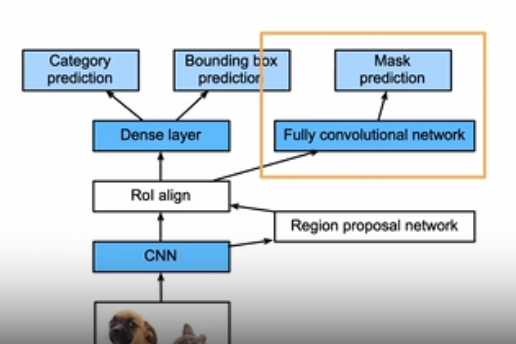 Category
prediction
Bounding box
prediction
Mask
prediction
Dense layer
Fully convolutional network
RoI align
Region proposal network
CNN